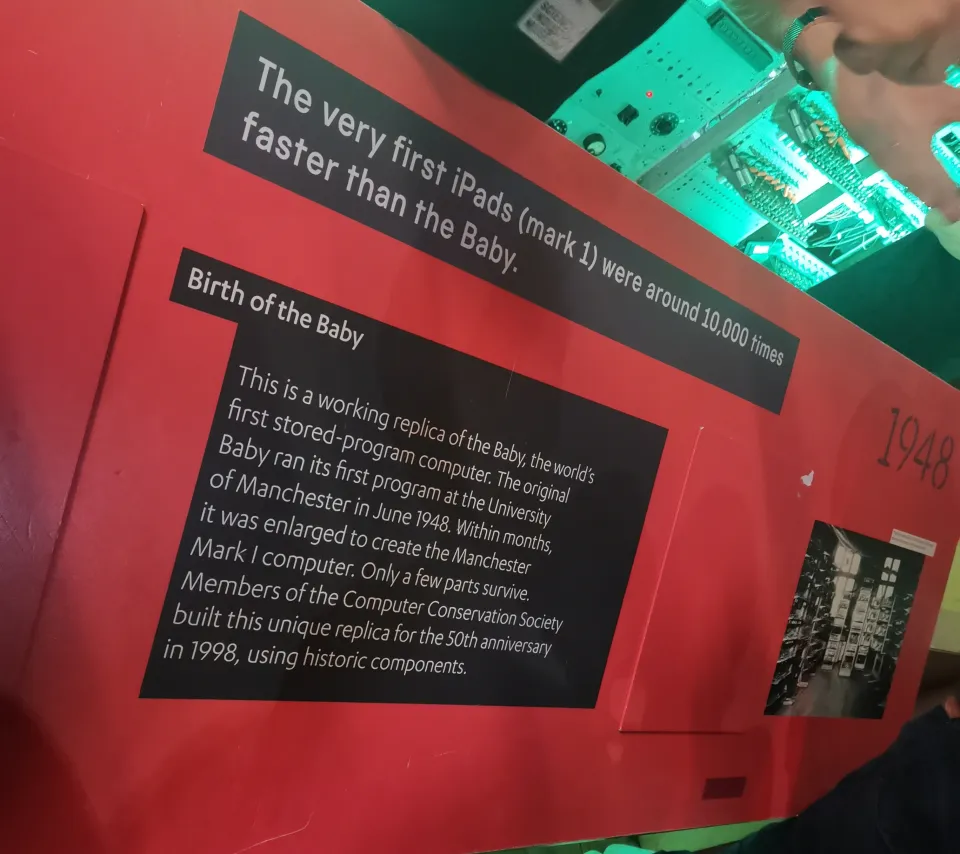 The very first iPads (mark 1) were around 10,000 times
faster than the Baby.
Birth of the Baby
This is a working replica of the Baby, the world's
first stored-program computer. The original
Baby ran its first program at the University
of Manchester in June 1948. Within months,
it was enlarged to create the Manchester
Mark I computer. Only a few parts survive.
Members of the Computer Conservation Society
built this unique replica for the 50th anniversary
in 1998, using historic components.
1948